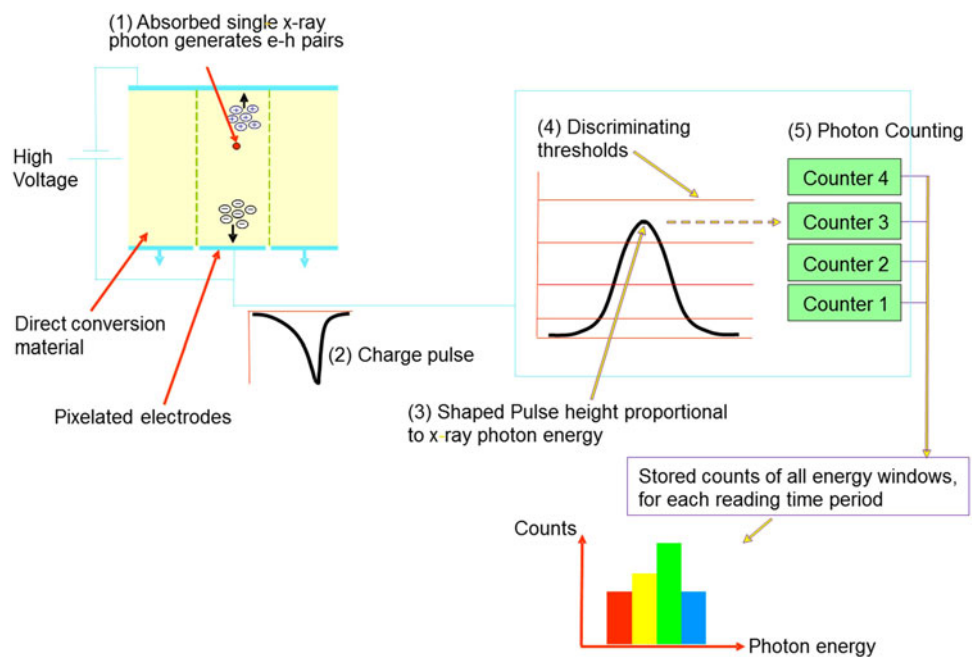 (1) Absorbed single x-ray
photon generates e-h pairs
High
Voltage
Direct conversion
material
Pixelated electrodes
(2) Charge pulse
(3) Shaped Pulse height proportional
to x-ray photon energy
(4) Discriminating
thresholds
(5) Photon Counting
Counter 4
Counter 3
Counter 2
Counter 1
Stored counts of all energy windows,
for each reading time period
Counts
Photon energy